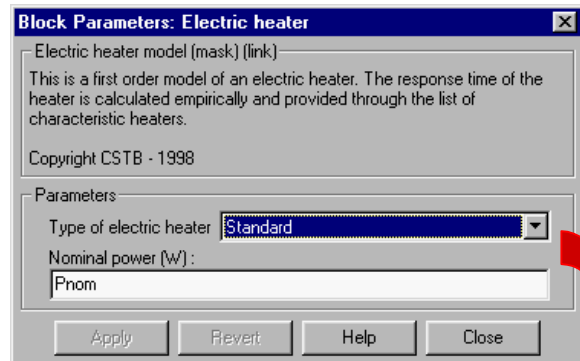 Block Parameters: Electric heater
Electric heater model (mask) (link)
This is a first order model of an electric heater. The response time of the
heater is calculated empirically and provided through the list of
characteristic heaters.
Copyright CSTB - 1998
Parameters
Type of electric heater Standard
Nominal power (W) :
Pnom
Apply Revert Help Close